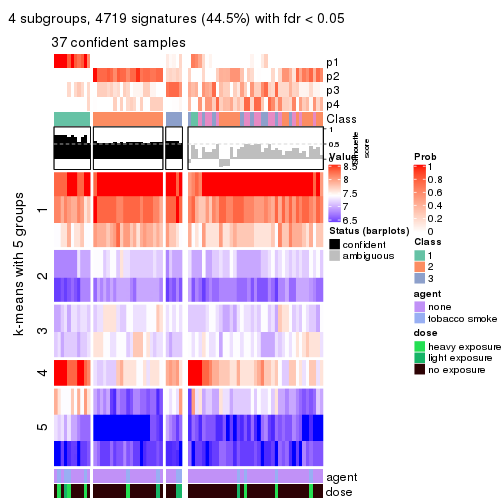 4 subgroups, 4719 signatures (44.5%) with fdr < 0.05
37 confident samples
p1
p2
p3
p4
Class
1
0.5
0
silhouette
score
k-means with 5 groups
1
2
3
4
5
agent
dose
Value
8.5
8
7.5
7
6.5
Status (barplots)
confident
ambiguous
Prob
1
0.8
0.6
0.4
0.2
0
Class
1
2
3
agent
none
tobacco smoke
dose
heavy exposure
light exposure
no exposure